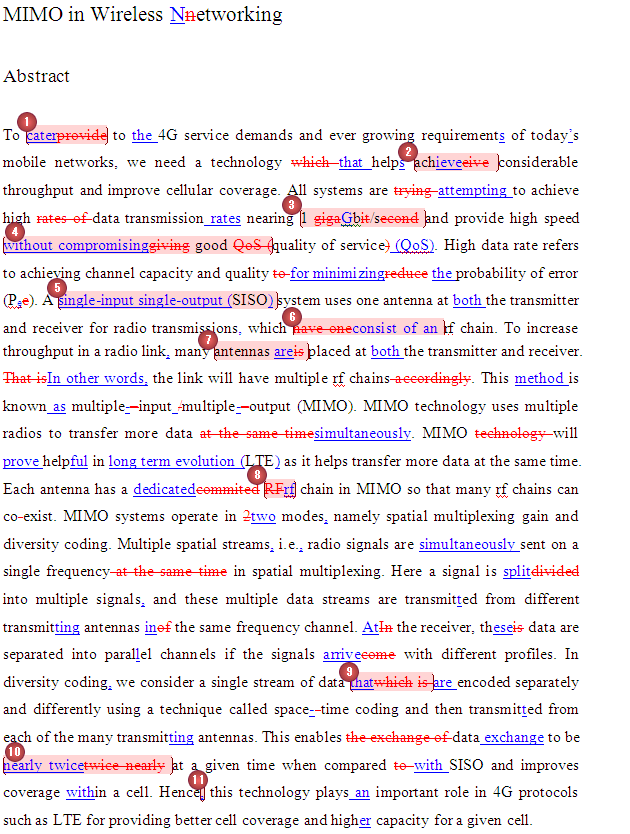 MIMO in Wireless Nnetworking
Abstract
1
To caterprovide to the 4G service demands and ever growing requirements of today's
2
mobile networks, we need a technology which that helps achieveeive considerable
throughput and improve cellular coverage. All systems are trying attempting to achieve
3
high rates of data transmission rates nearing 1 gigaGbit/second and provide high speed
4
without compromisinggiving good QoS (quality of service) (QoS). High data rate refers
to achieving channel capacity and quality to for minimizingreduce the probability of error
5
(Pee). A single-input single-output (SISO) system uses one antenna at both the transmitter
6
and receiver for radio transmissions, which have oneconsist of an rf chain. To increase
7
throughput in a radio link, many antennas areis placed at both the transmitter and receiver.
That isIn other words, the link will have multiple rf chains accordingly. This method is
known as multiple--input /multiple--output (MIMO). MIMO technology uses multiple
radios to transfer more data at the same timesimultaneously. MIMO technology will
prove helpful in long term evolution (LTE) as it helps transfer more data at the same time.
8
Each antenna has a dedicatedcommited RFrf chain in MIMO so that many rf chains can
co-exist. MIMO systems operate in 2two modes, namely spatial multiplexing gain and
diversity coding. Multiple spatial streams, i.e., radio signals are simultaneously sent on a
single frequency at the same time in spatial multiplexing. Here a signal is splitdivided
into multiple signals, and these multiple data streams are transmitted from different
transmitting antennas inof the same frequency channel. AtIn the receiver, theseis data are
separated into parallel channels if the signals arrivecome with different profiles. In
9
diversity coding, we consider a single stream of data thatwhich is are encoded separately
and differently using a technique called space--time coding and then transmitted from
each of the many transmitting antennas. This enables the exchange of data exchange to be
10
nearly twicetwice nearly at a given time when compared to with SISO and improves
11
coverage within a cell. Hence, this technology plays an important role in 4G protocols
such as LTE for providing better cell coverage and higher capacity for a given cell.